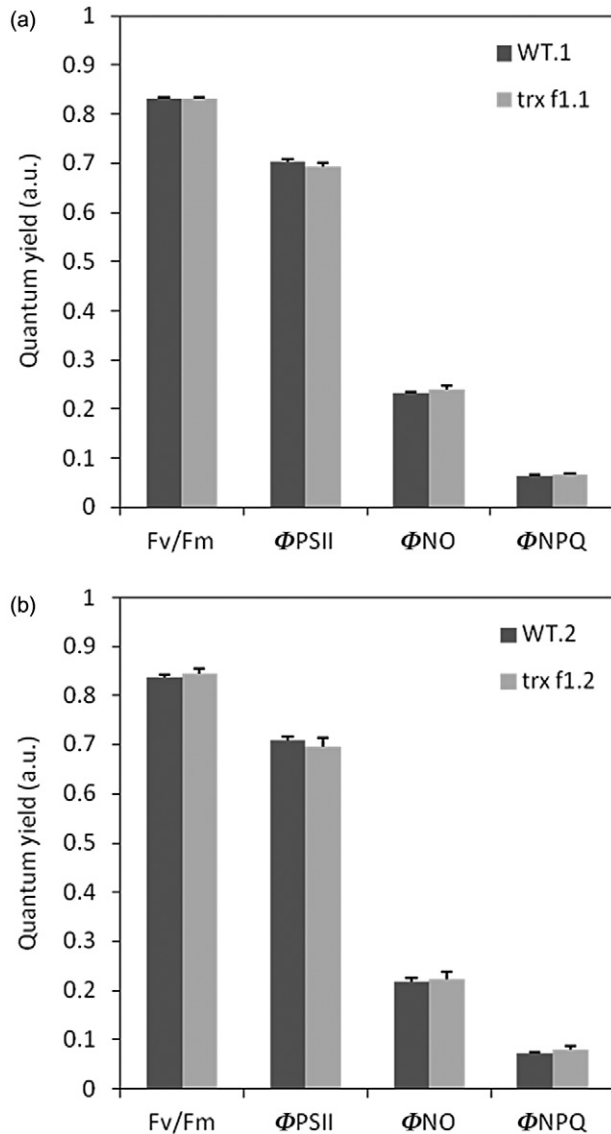 (a)
1
0.9
0.8
0.7
0.6
0.5
0.4
0.3
0.2
0.1
0
Quantum yield (a.u.)
WT.1
trx f1.1
Fv/Fm ΦPSII ΦNO ΦNPQ
(b)
1
0.9
0.8
0.7
0.6
0.5
0.4
0.3
0.2
0.1
0
Quantum yield (a.u.)
WT.2
trx f1.2
Fv/Fm ΦPSII ΦNO ΦNPQ